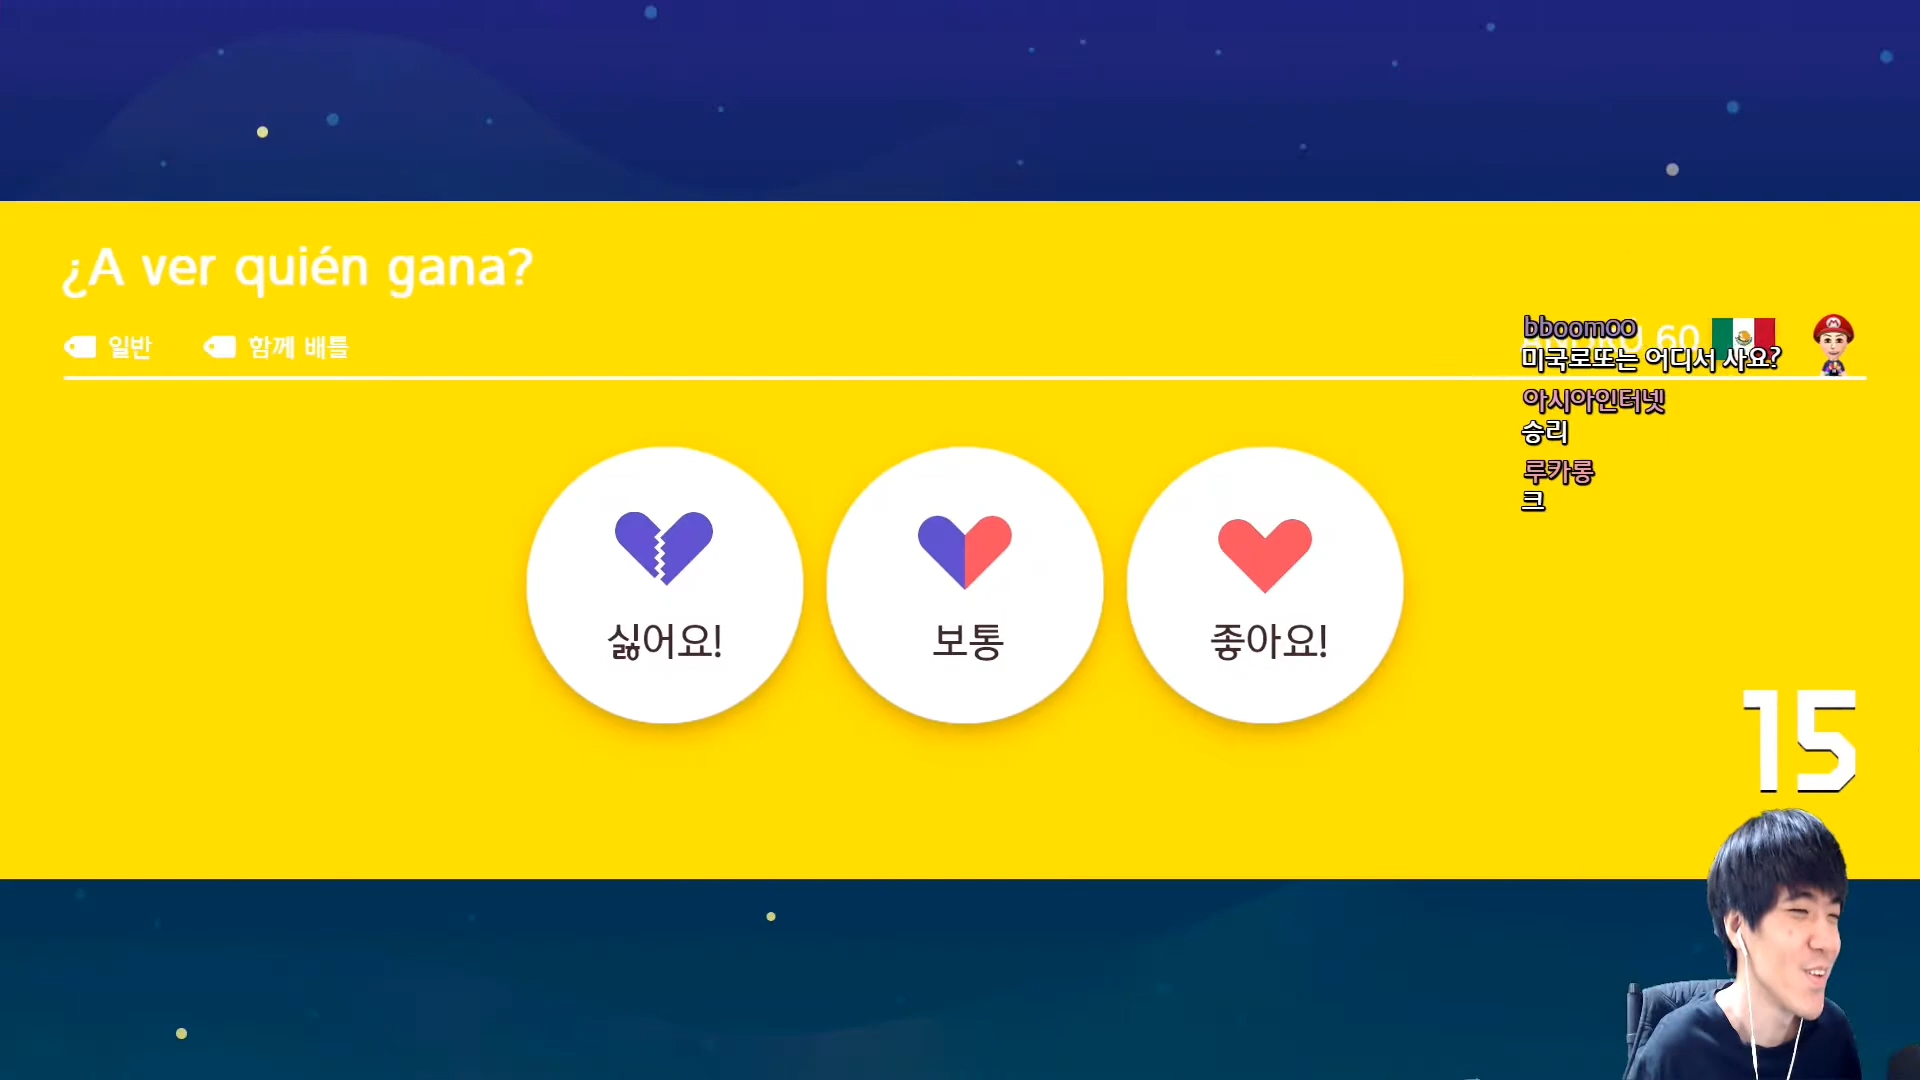 ¿A ver quién gana?
일반 함께 배틀
bboomoo
60
미국로또는 어디서 사요?
아시아인터넷
승리
루카롱
크
싫어요! 보통 좋아요!
15